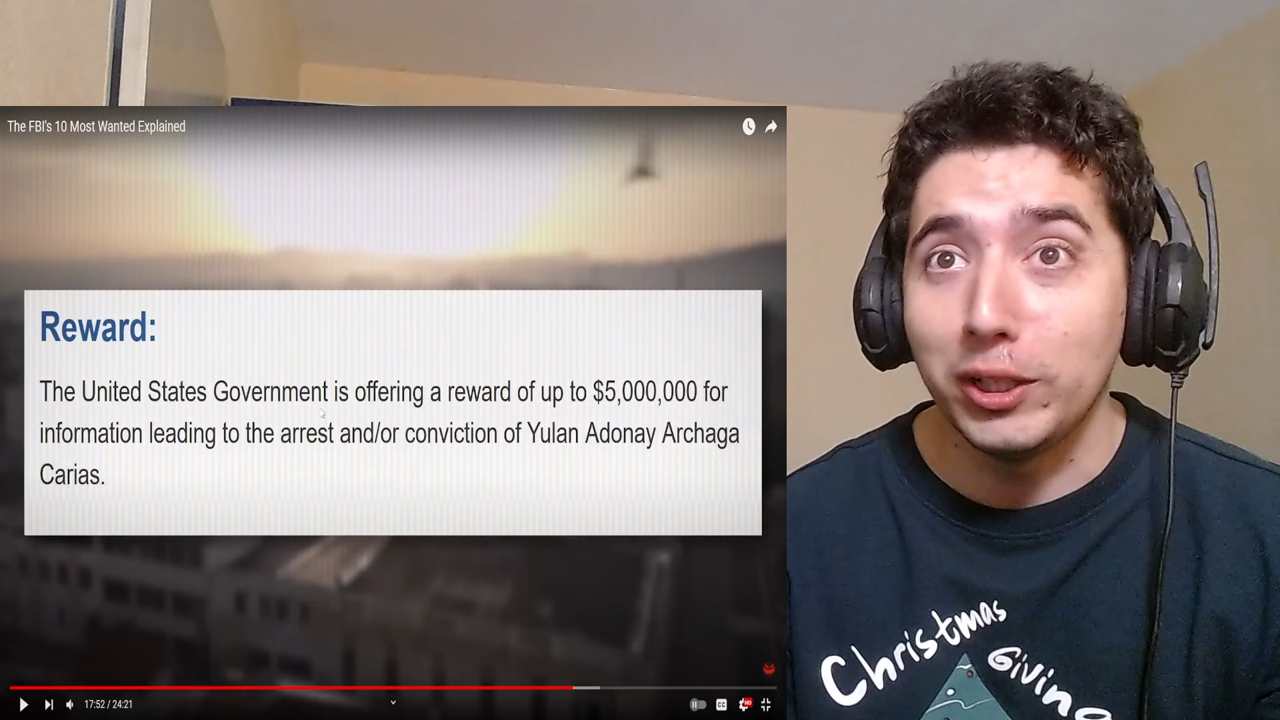 The FBI's 10 Most Wanted Explained
Reward:
The United States Government is offering a reward of up to $5,000,000 for
information leading to the arrest and/or conviction of Yulan Adonay Archaga
Carias.
17:52 / 24:21
CC
HD
Christmas
Giving